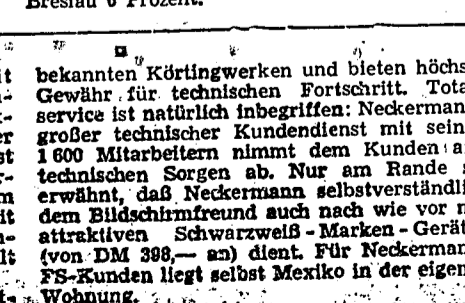 Breslau 6 Prozent.
bekannten Körtingwerken und bieten höchs
Gewähr für technischen Fortschritt. Tota
service ist natürlich inbegriffen: Neckerman
großer technischer Kundendienst mit sein
1 600 Mitarbeitern nimmt dem Kunden a
technischen Sorgen ab. Nur am Rande s
erwähnt, daß Neckermann selbstverständli
dem Bildschirmfreund auch nach wie vor m
attraktiven Schwarzweiß-Marken-Gerät
(von DM 398,— an) dient. Für Neckerman
FS-Kunden liegt selbst Mexiko in der eigen
Wohnung.